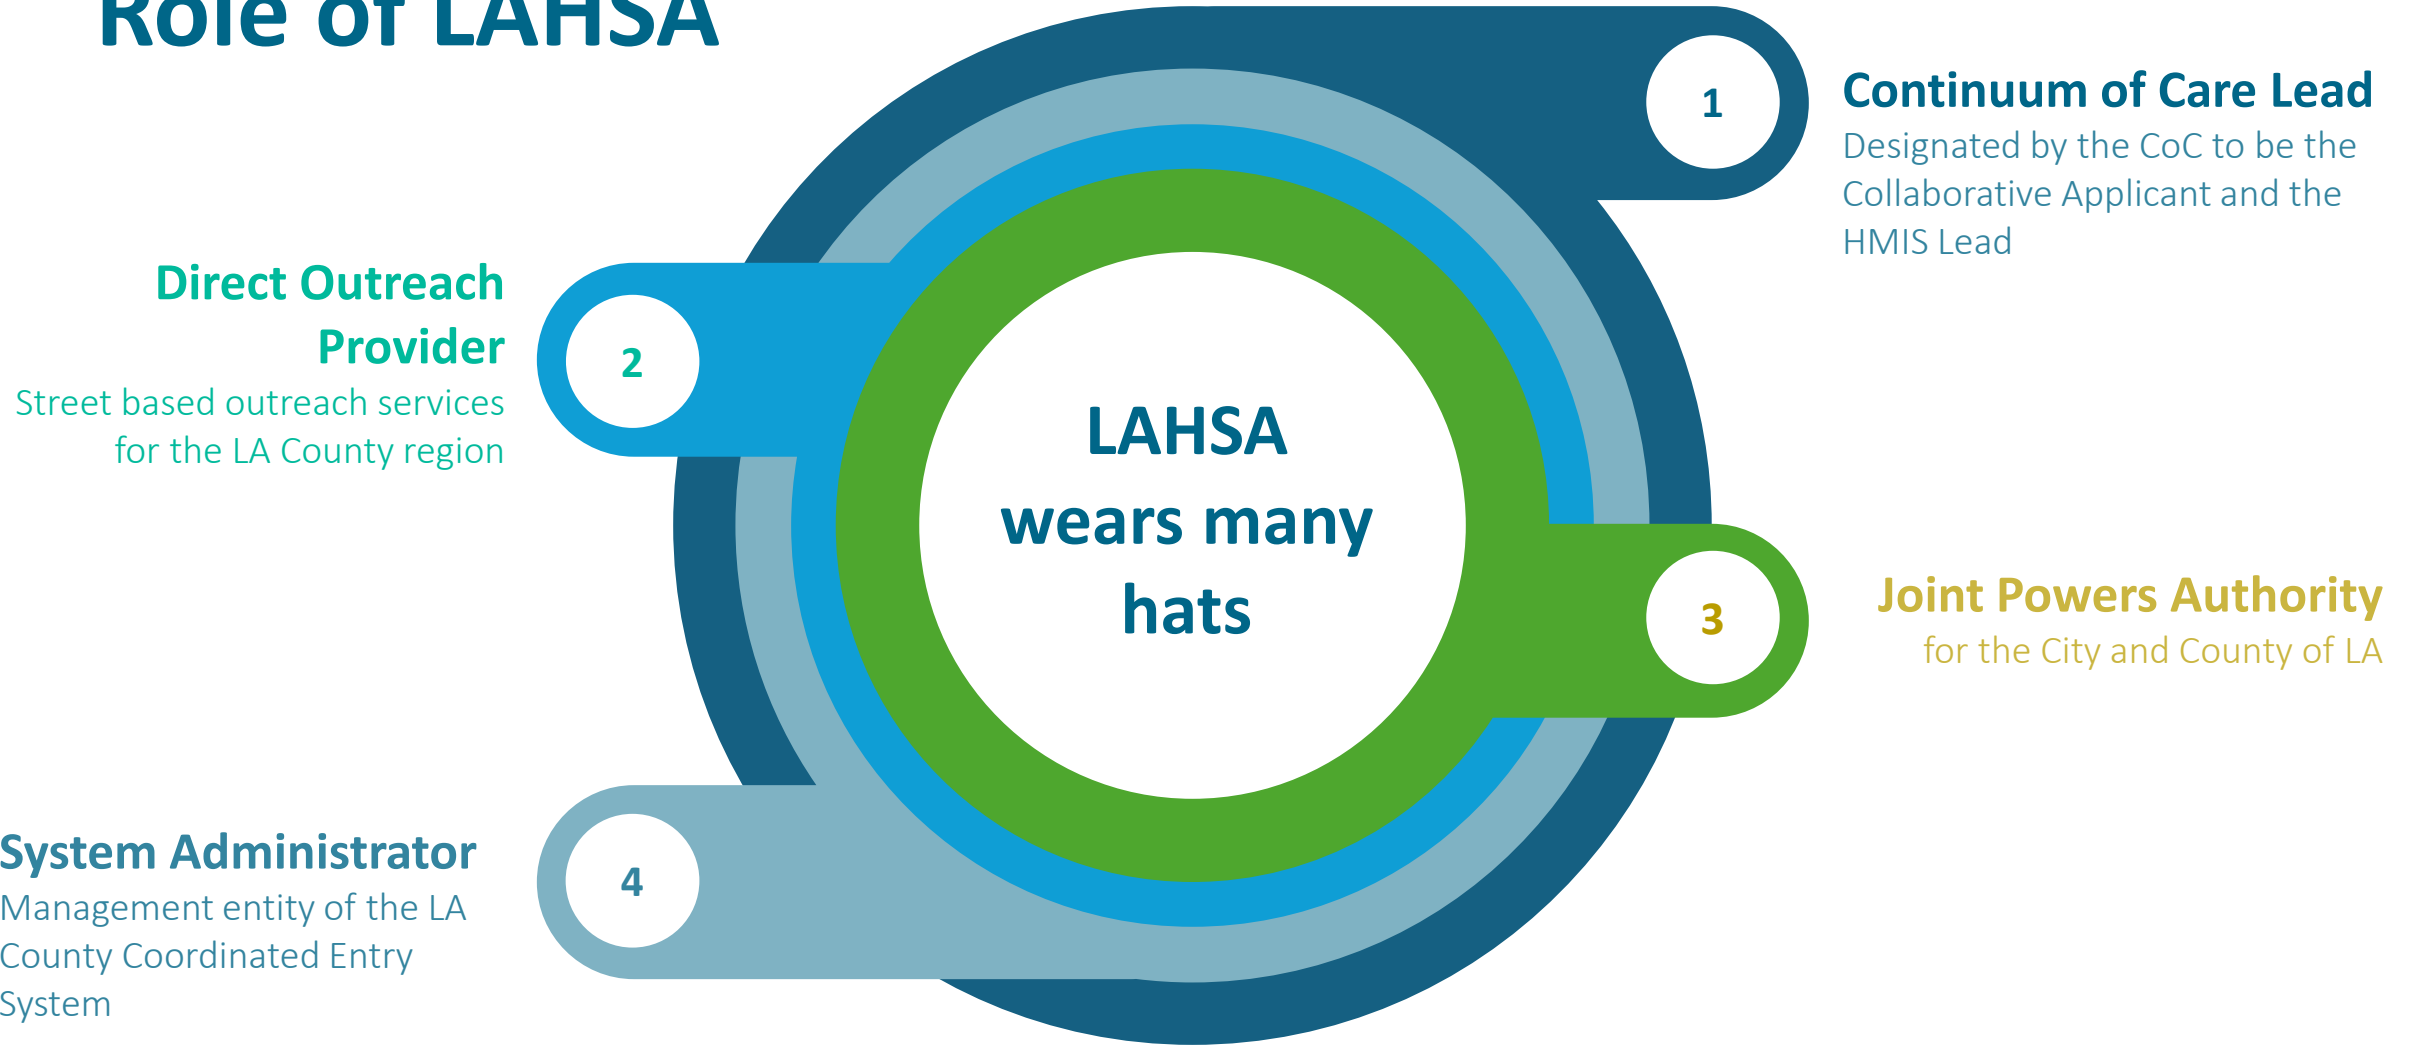 Role of LAHSA
1
Continuum of Care Lead
Designated by the CoC to be the
Collaborative Applicant and the
HMIS Lead
Direct Outreach
Provider
Street based outreach services
for the LA County region
2
LAHSA
wears many
hats
3
Joint Powers Authority
for the City and County of LA
System Administrator
Management entity of the LA
County Coordinated Entry
System
4